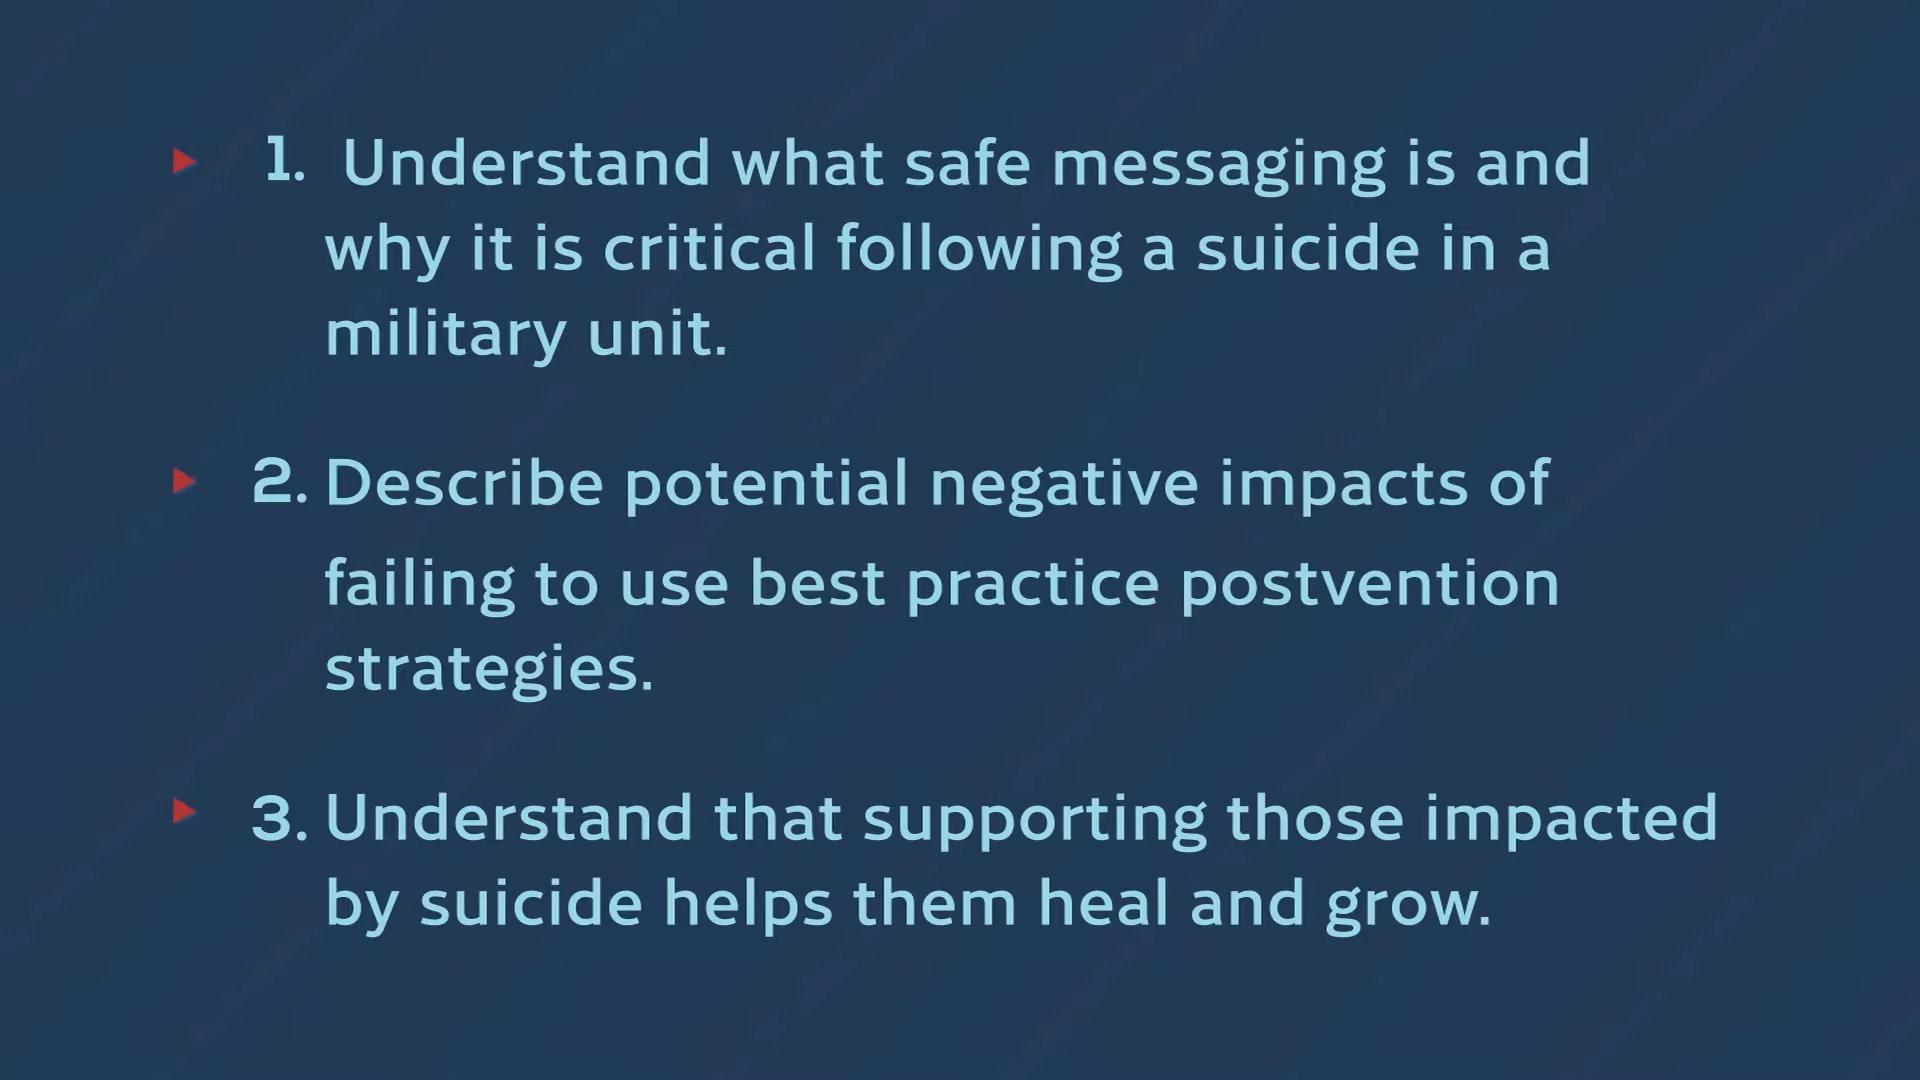 1. Understand what safe messaging is and
why it is critical following a suicide in a
military unit.
2. Describe potential negative impacts of
failing to use best practice postvention
strategies.
3. Understand that supporting those impacted
by suicide helps them heal and grow.